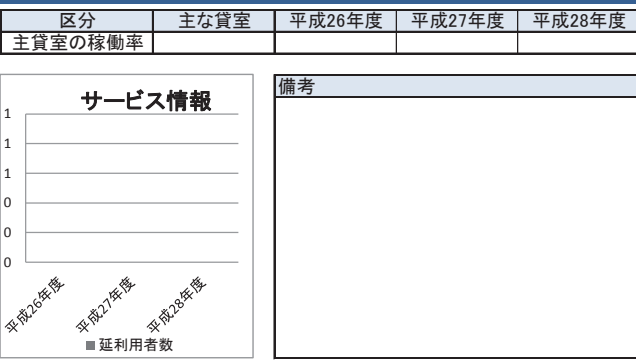 区分 主な貸室 平成26年度 平成27年度 平成28年度
主貸室の稼働率
サービス情報
1
1
1
0
0
0
平成26年度 平成27年度 平成28年度
■延利用者数
備考